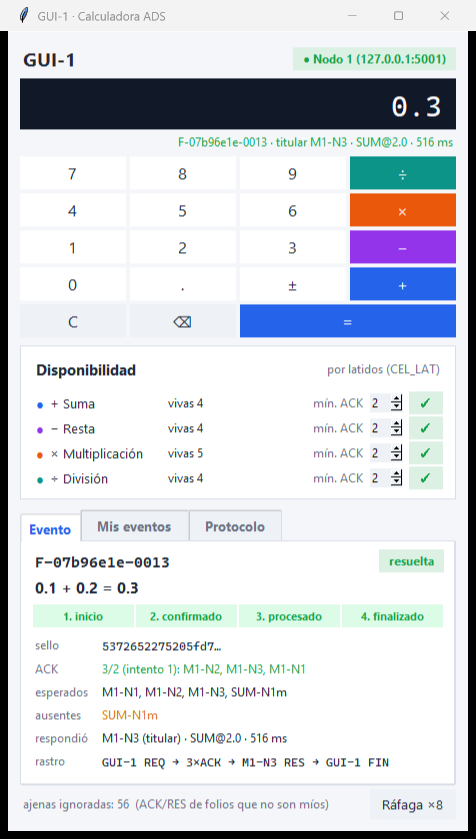 GUI-1 · Calculadora ADS
GUI-1
● Nodo 1 (127.0.0.1:5001)
0.3
F-07b96e1e-0013 · titular M1-N3 · SUM@2.0 · 516 ms
7 8 9 ÷
4 5 6 ×
1 2 3 −
0 . ± +
C ⌫ =
Disponibilidad por latidos (CEL_LAT)
● + Suma vivas 4 mín. ACK 2 ✓
● − Resta vivas 4 mín. ACK 2 ✓
● × Multiplicación vivas 5 mín. ACK 2 ✓
● ÷ División vivas 4 mín. ACK 2 ✓
Evento Mis eventos Protocolo
F-07b96e1e-0013 resuelta
0.1 + 0.2 = 0.3
1. inicio 2. confirmado 3. procesado 4. finalizado
sello 5372652275205fd7…
ACK 3/2 (intento 1): M1-N2, M1-N3, M1-N1
esperados M1-N1, M1-N2, M1-N3, SUM-N1m
ausentes SUM-N1m
respondió M1-N3 (titular) · SUM@2.0 · 516 ms
rastro GUI-1 REQ → 3×ACK → M1-N3 RES → GUI-1 FIN
ajenas ignoradas: 56 (ACK/RES de folios que no son míos)
Ráfaga ×8